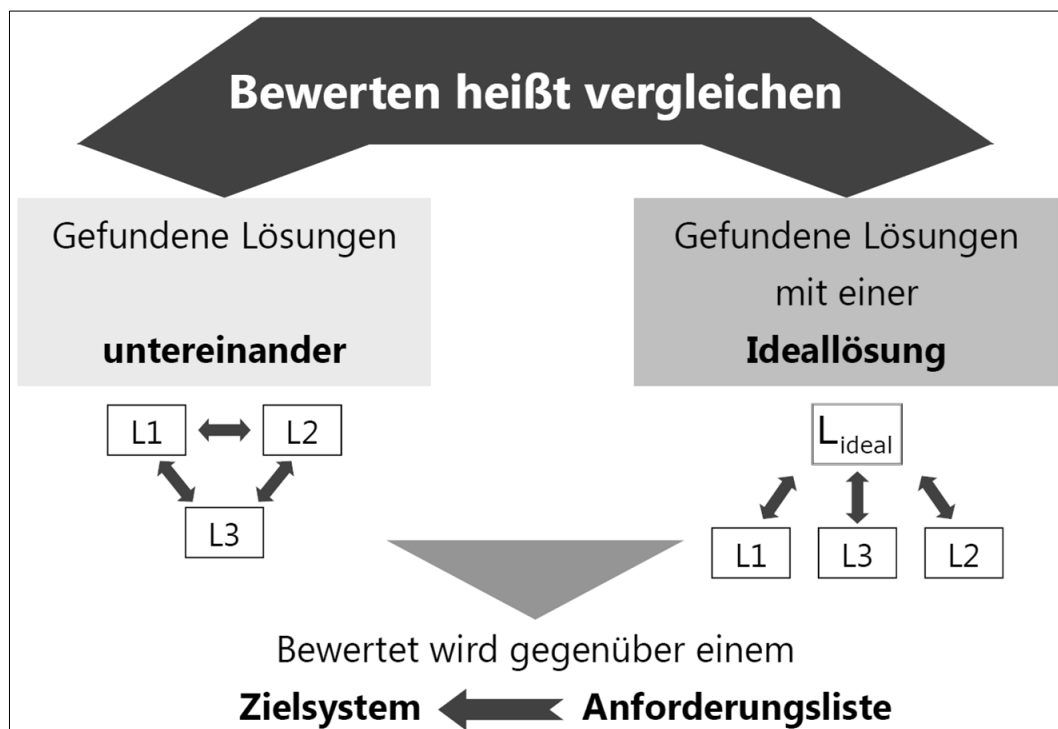 Bewerten heißt vergleichen
Gefundene Lösungen
untereinander
L1
L2
L3
Gefundene Lösungen
mit einer
Ideallösung
Lideal
L1
L3
L2
Bewertet wird gegenüber einem
Zielsystem
Anforderungsliste